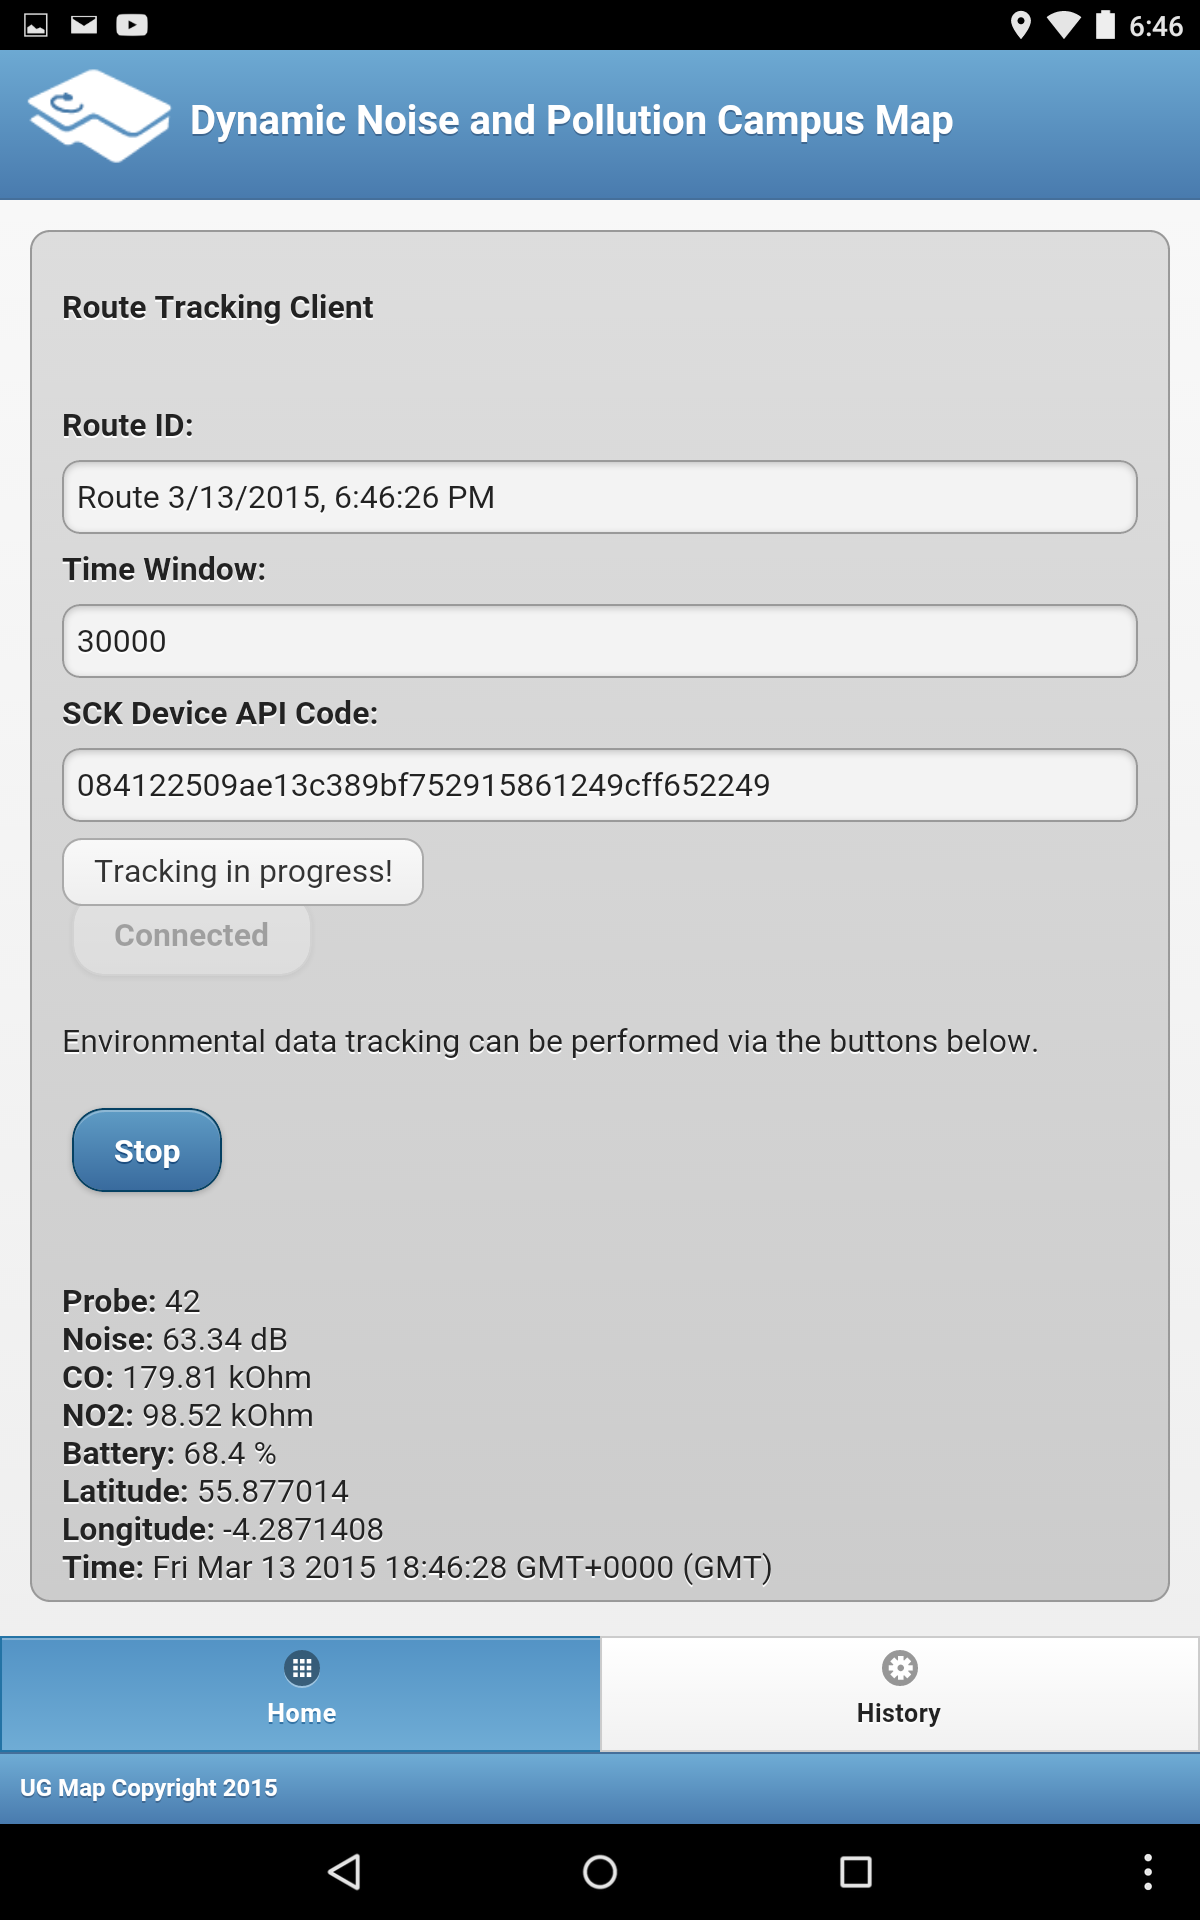 6:46
Dynamic Noise and Pollution Campus Map
Route Tracking Client
Route ID:
Route 3/13/2015, 6:46:26 PM
Time Window:
30000
SCK Device API Code:
084122509ae13c389bf752915861249cff652249
Tracking in progress!
Connected
Environmental data tracking can be performed via the buttons below.
Stop
Probe: 42
Noise: 63.34 dB
CO: 179.81 kOhm
NO2: 98.52 kOhm
Battery: 68.4 %
Latitude: 55.877014
Longitude: -4.2871408
Time: Fri Mar 13 2015 18:46:28 GMT+0000 (GMT)
Home
History
UG Map Copyright 2015